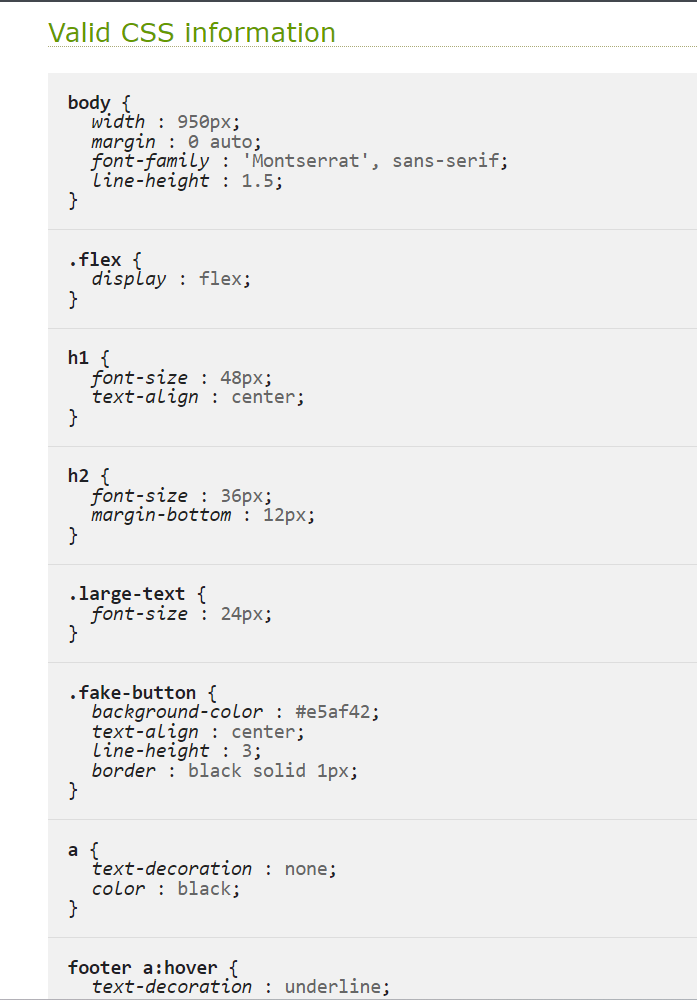 Valid CSS information
body {
width : 950px;
margin : 0 auto;
font-family : 'Montserrat', sans-serif;
line-height : 1.5;
}
.flex {
display : flex;
}
h1 {
font-size : 48px;
text-align : center;
}
h2 {
font-size : 36px;
margin-bottom : 12px;
}
.large-text {
font-size : 24px;
}
.fake-button {
background-color : #e5af42;
text-align : center;
line-height : 3;
border : black solid 1px;
}
a {
text-decoration : none;
color : black;
}
footer a:hover {
text-decoration : underline;